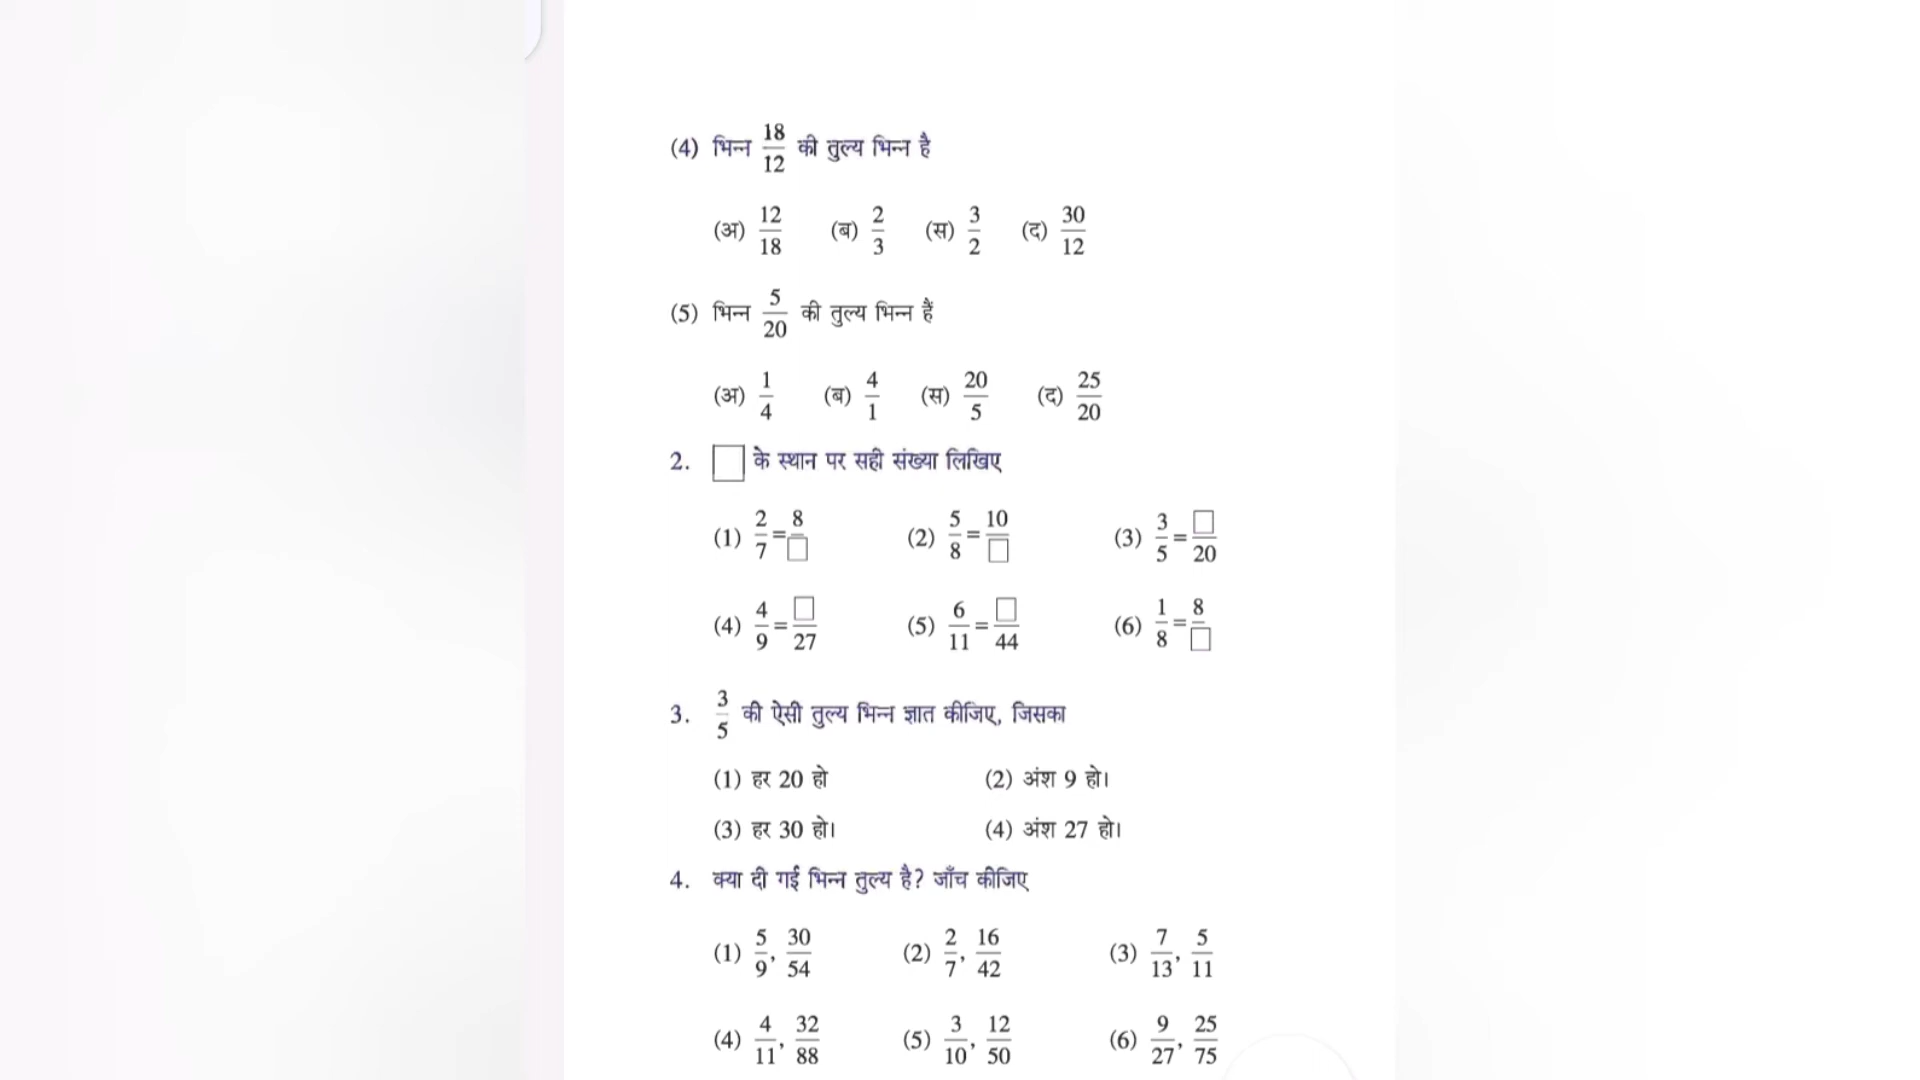 (4) भिन्न 18/12 की तुल्य भिन्न है
(अ) 12/18 (ब) 2/3 (स) 3/2 (द) 30/12
(5) भिन्न 5/20 की तुल्य भिन्न हैं
(अ) 1/4 (ब) 4/1 (स) 20/5 (द) 25/20
2. □ के स्थान पर सही संख्या लिखिए
(1) 2/7 = 8/□ (2) 5/8 = 10/□ (3) 3/5 = □/20
(4) 4/9 = □/27 (5) 6/11 = □/44 (6) 1/8 = 8/□
3. 3/5 की ऐसी तुल्य भिन्न ज्ञात कीजिए, जिसका
(1) हर 20 हो (2) अंश 9 हो।
(3) हर 30 हो। (4) अंश 27 हो।
4. क्या दी गई भिन्न तुल्य है? जाँच कीजिए
(1) 5/9, 30/54 (2) 2/7, 16/42 (3) 7/13, 5/11
(4) 4/11, 32/88 (5) 3/10, 12/50 (6) 9/27, 25/75